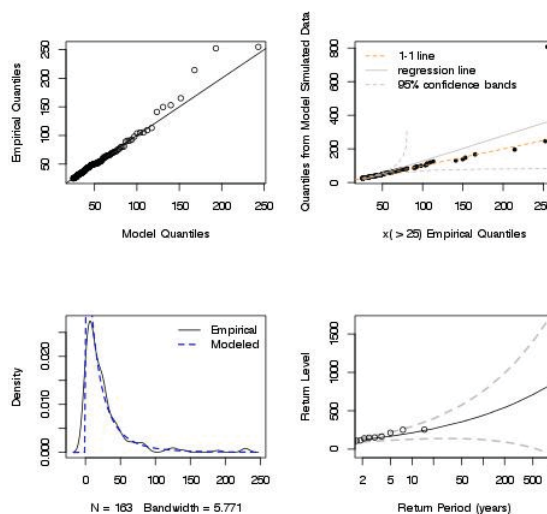 Empirical Quantiles
250
200
150
100
50
50 100 150 200 250
Model Quantiles
Quantiles from Model Simulated Data
800
600
400
200
0
1-1 line
regression line
95% confidence bands
50 100 150 200 250
x( > 25) Empirical Quantiles
Density
0.020
0.010
0.000
Empirical
Modeled
0 50 100 150 200 250
N = 163 Bandwidth = 5.771
Return Level
1500
1000
500
0
2 5 10 50 100 200 500
Return Period (years)